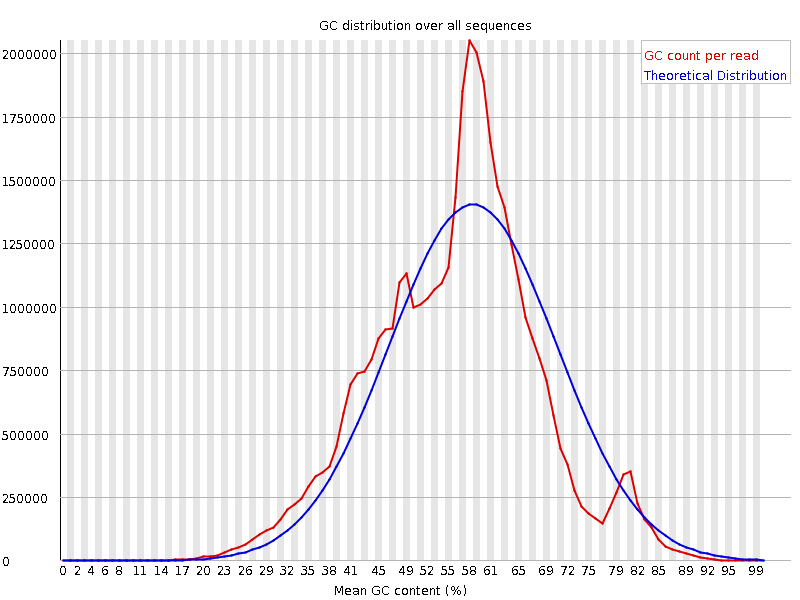 GC distribution over all sequences
GC count per read
Theoretical Distribution
2000000
1750000
1500000
1250000
1000000
750000
500000
250000
0
0 2 4 6 8 11 14 17 20 23 26 29 32 35 38 41 45 49 52 55 58 61 65 69 72 75 79 82 85 89 92 95 99
Mean GC content (%)